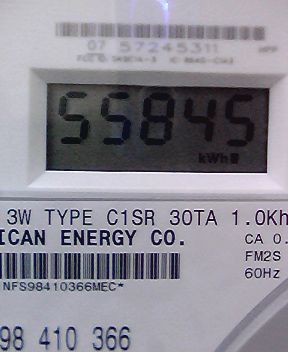 07 57245311
55845
kWh
3W TYPE C1SR 30TA 1.0Kh
ICAN ENERGY CO.
CA 0.
FM2S
NFS98410366MEC*
60Hz
98 410 366